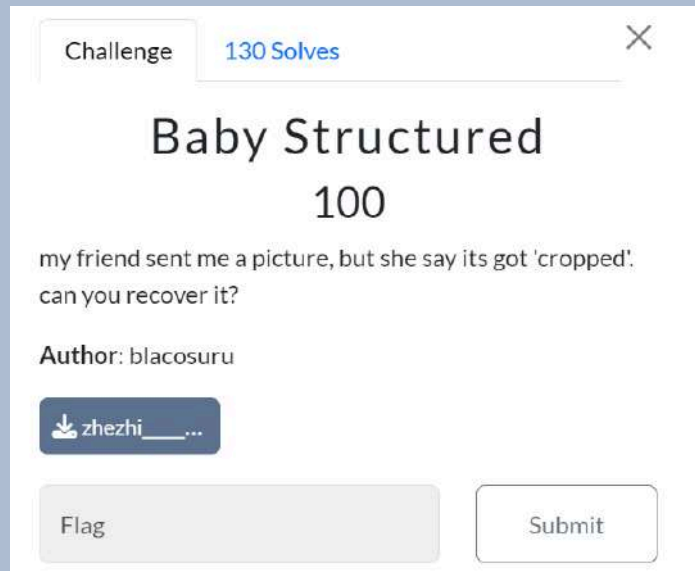 Challenge
130 Solves
Baby Structured
100
my friend sent me a picture, but she say its got 'cropped'.
can you recover it?
Author: blacosuru
zhezhi____...
Flag
Submit